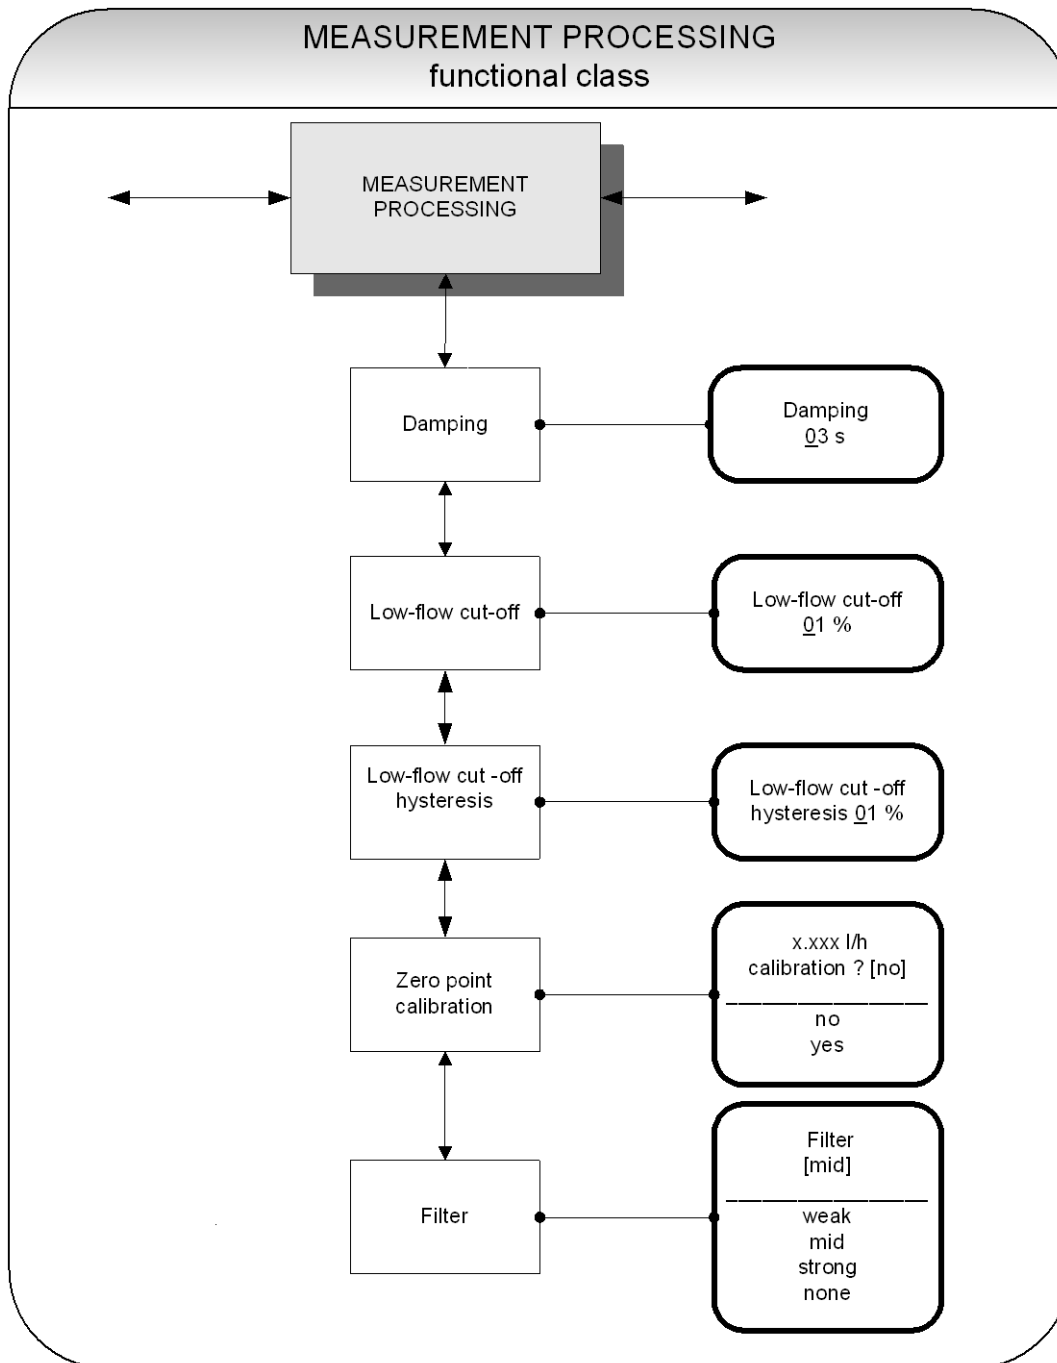 MEASUREMENT PROCESSING
functional class
MEASUREMENT
PROCESSING
Damping
Damping
03 s
Low-flow cut-off
Low-flow cut-off
01 %
Low-flow cut -off
hysteresis
Low-flow cut -off
hysteresis 01 %
Zero point
calibration
x.xxx l/h
calibration ? [no]
no
yes
Filter
Filter
[mid]
weak
mid
strong
none